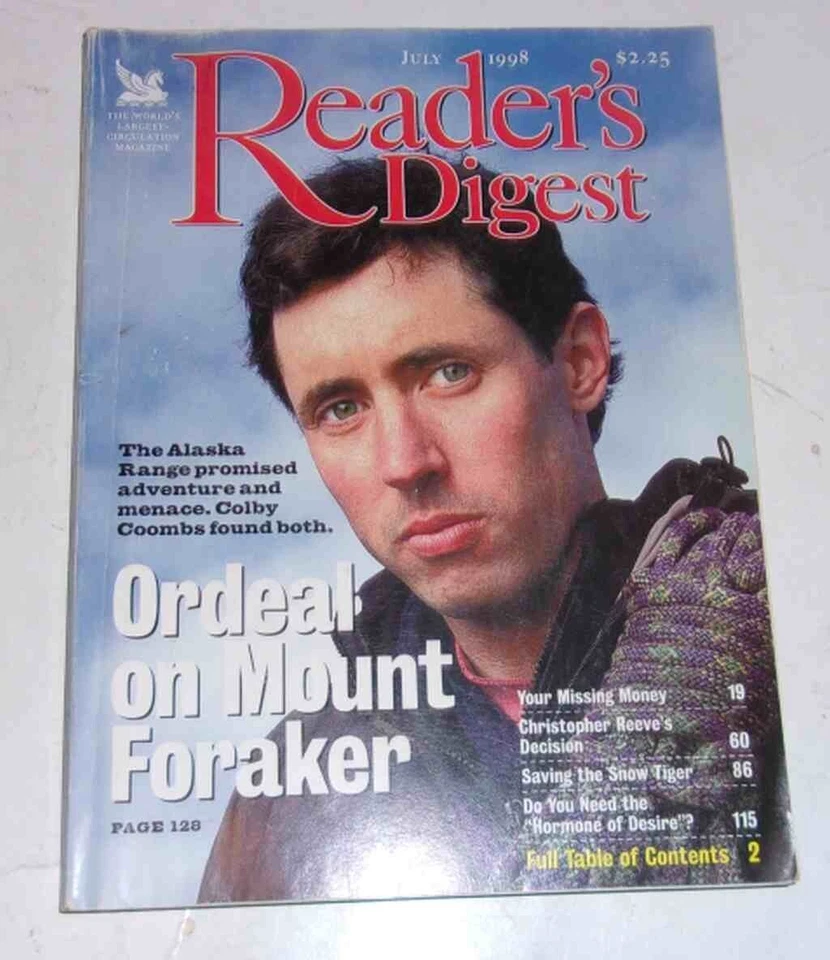 JULY 1998 $2.25
THE WORLD'S
LARGEST-
CIRCULATION
MAGAZINE
Reader's
Digest
The Alaska
Range promised
adventure and
menace. Colby
Coombs found both.
Ordeal
on Mount
Foraker
PAGE 128
Your Missing Money 19
Christopher Reeve's
Decision 60
Saving the Snow Tiger 86
Do You Need the
"Hormone of Desire"? 115
Full Table of Contents 2